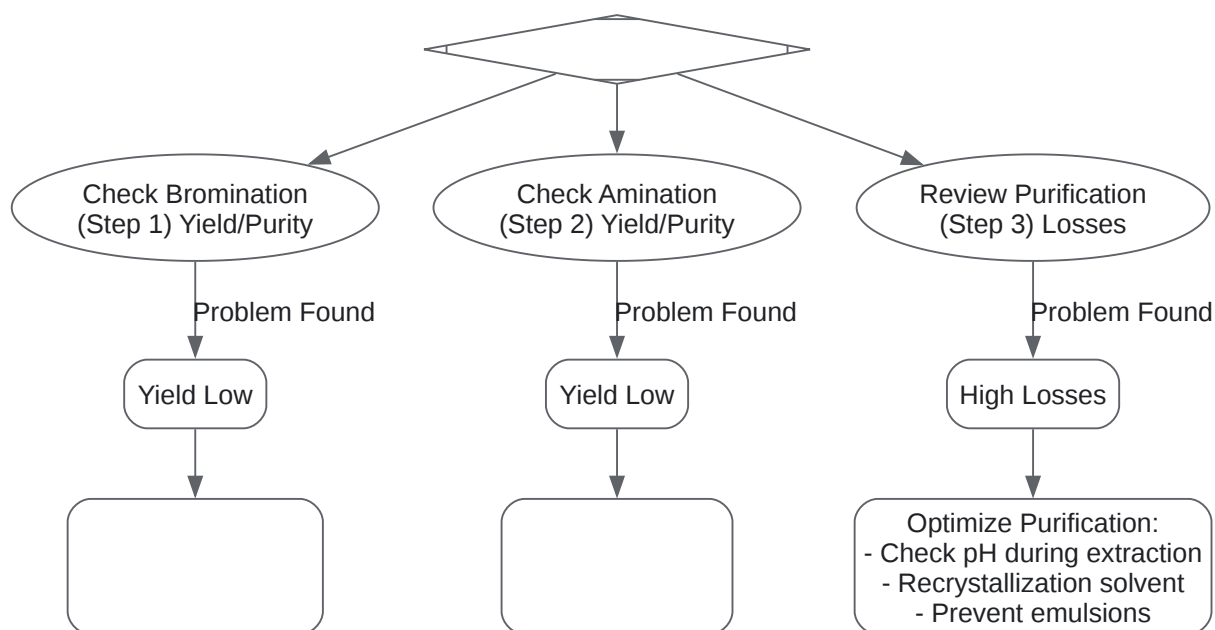 Check Bromination
(Step 1) Yield/Purity
Check Amination
(Step 2) Yield/Purity
Review Purification
(Step 3) Losses
Problem Found
Problem Found
Problem Found
Yield Low
Yield Low
High Losses
Optimize Purification:
- Check pH during extraction
- Recrystallization solvent
- Prevent emulsions